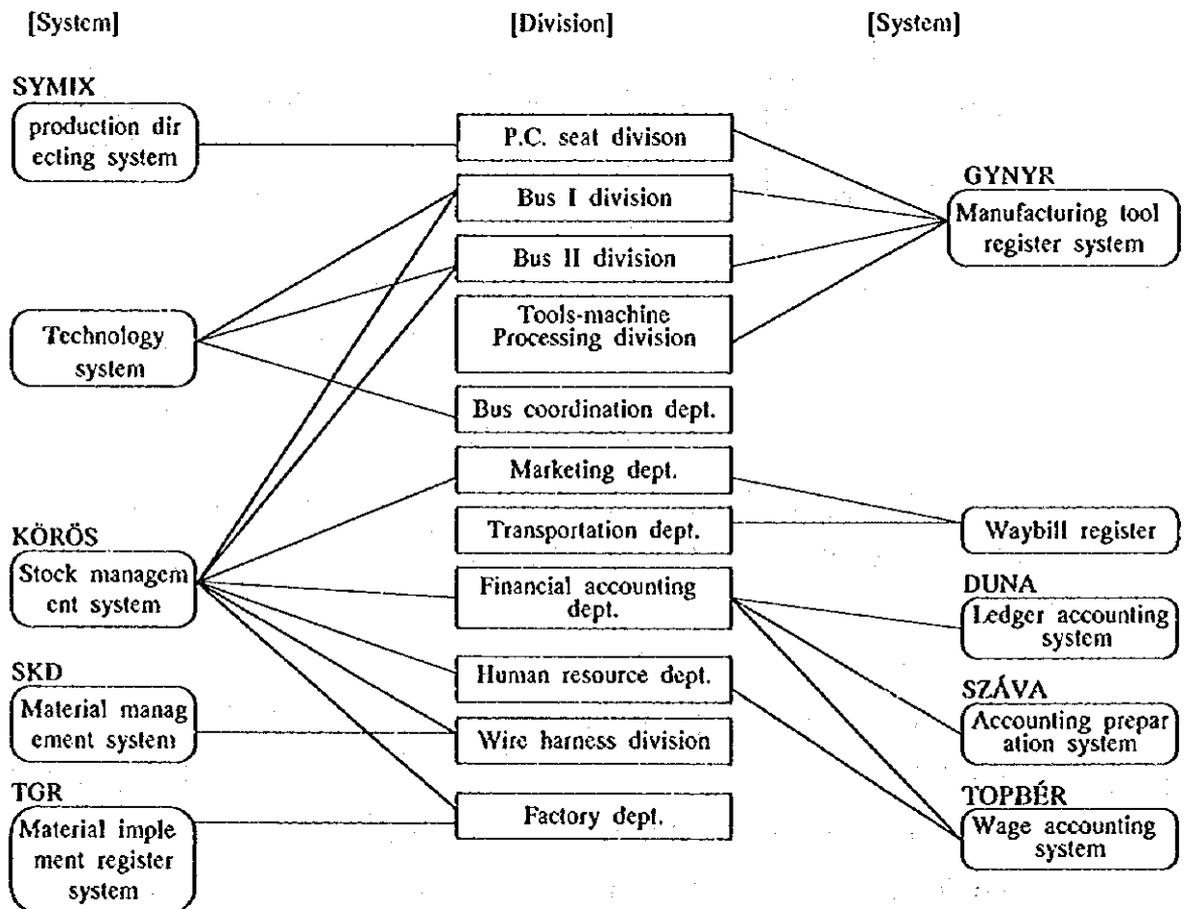 [System]
[Division]
[System]
SYMIX
production dir
ecting system
Technology
system
KÖRÖS
Stock managem
ent system
SKD
Material manag
ement system
TGR
Material imple
ment register
system
P.C. seat divison
Bus I division
Bus II division
Tools-machine
Processing division
Bus coordination dept.
Marketing dept.
Transportation dept.
Financial accounting
dept.
Human resource dept.
Wire harness division
Factory dept.
GYNYR
Manufacturing tool
register system
Waybill register
DUNA
Ledger accounting
system
SZÁVA
Accounting prepar
ation system
TOPBÉR
Wage accounting
system